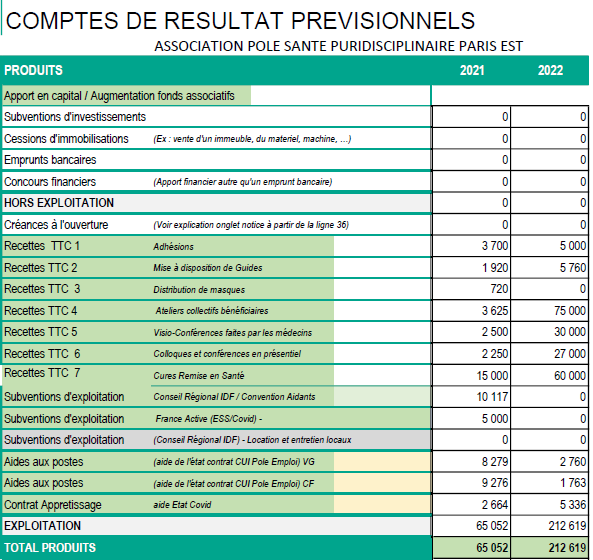 COMPTES DE RESULTAT PREVISIONNELS
ASSOCIATION POLE SANTE PURIDISCIPLINAIRE PARIS EST
PRODUITS 2021 2022
Apport en capital / Augmentation fonds associatifs
Subventions d'investissements 0 0
Cessions d'immobilisations (Ex : vente d'un immeuble, du materiel, machine, …) 0 0
Emprunts bancaires 0 0
Concours financiers (Apport financier autre qu'un emprunt bancaire) 0 0
HORS EXPLOITATION 0 0
Créances à l'ouverture (Voir explication onglet notice à partir de la ligne 36) 0 0
Recettes TTC 1 Adhésions 3 700 5 000
Recettes TTC 2 Mise à disposition de Guides 1 920 5 760
Recettes TTC 3 Distribution de masques 720 0
Recettes TTC 4 Ateliers collectifs bénéficiaires 3 625 75 000
Recettes TTC 5 Visio-Conférences faites par les médecins 2 500 30 000
Recettes TTC 6 Colloques et conférences en présentiel 2 250 27 000
Recettes TTC 7 Cures Remise en Santé 15 000 60 000
Subventions d'exploitation Conseil Régional IDF / Convention Aidants 10 117 0
Subventions d'exploitation France Active (ESS/Covid) - 5 000 0
Subventions d'exploitation (Conseil Régional IDF) - Location et entretien locaux 0 0
Aides aux postes (aide de l'état contrat CUI Pole Emploi) VG 8 279 2 760
Aides aux postes (aide de l'état contrat CUI Pole Emploi) CF 9 276 1 763
Contrat Appretissage aide Etat Covid 2 664 5 336
EXPLOITATION 65 052 212 619
TOTAL PRODUITS 65 052 212 619